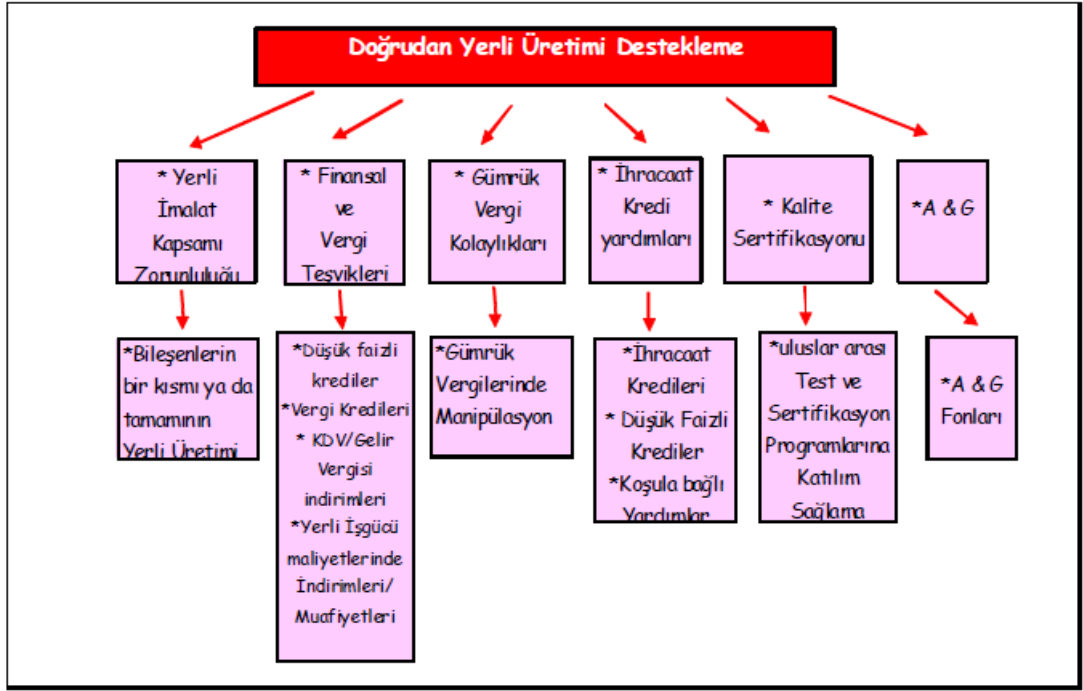 Doğrudan Yerli Üretimi Destekleme
* Yerli
İmalat
Kapsamı
Zorunluluğu
* Finansal
ve
Vergi
Teşvikleri
* Gümrük
Vergi
Kolaylıkları
* İhracaat
Kredi
yardımları
* Kalite
Sertifikasyonu
*A & G
*Bileşenlerin
bir kısmı ya da
tamamının
Yerli Üretimi
*Düşük faizli
krediler
*Vergi Kredileri
* KDV/Gelir
Vergisi
indirimleri
*Yerli İşgücü
maliyetlerinde
İndirimleri/
Muafiyetleri
*Gümrük
Vergilerinde
Manipülasyon
*İhracaat
Kredileri
* Düşük Faizli
Krediler
*Koşula bağlı
Yardımlar
*uluslar arası
Test ve
Sertifikasyon
Programlarına
Katılım
Sağlama
*A & G
Fonları